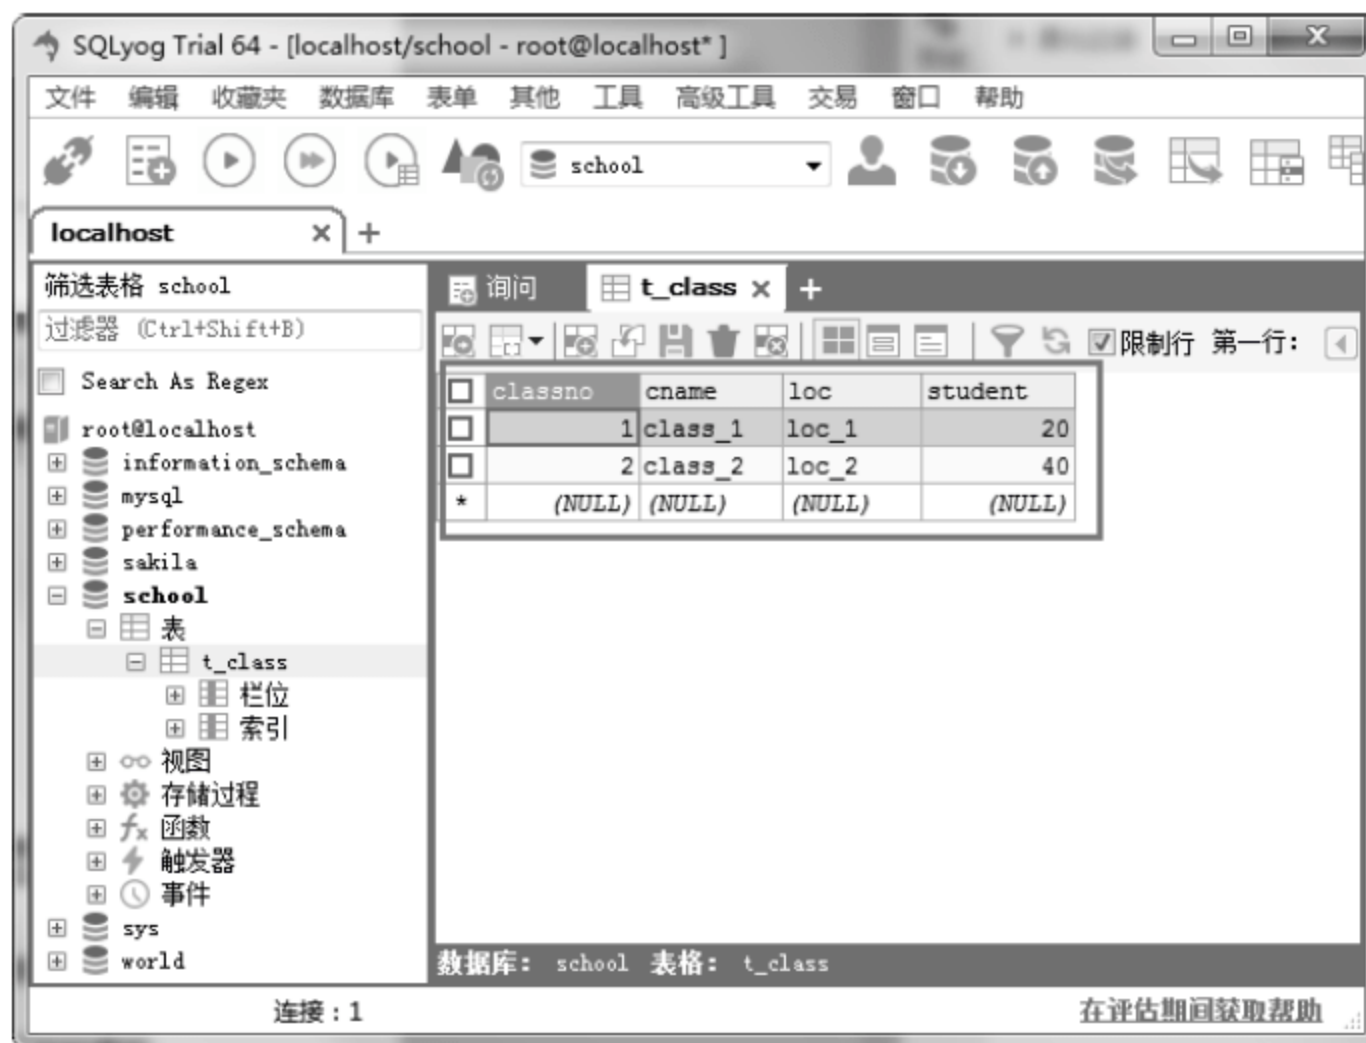 SQLyog Trial 64 - [localhost/school - root@localhost* ]
文件 编辑 收藏夹 数据库 表单 其他 工具 高级工具 交易 窗口 帮助
school
localhost
筛选表格 school
过滤器 (Ctrl+Shift+B)
Search As Regex
root@localhost
information_schema
mysql
performance_schema
sakila
school
表
t_class
栏位
索引
视图
存储过程
函数
触发器
事件
sys
world
询问 t_class
限制行 第一行:
classno cname loc student
1 class_1 loc_1 20
2 class_2 loc_2 40
* (NULL) (NULL) (NULL) (NULL)
数据库: school 表格: t_class
连接：1 在评估期间获取帮助